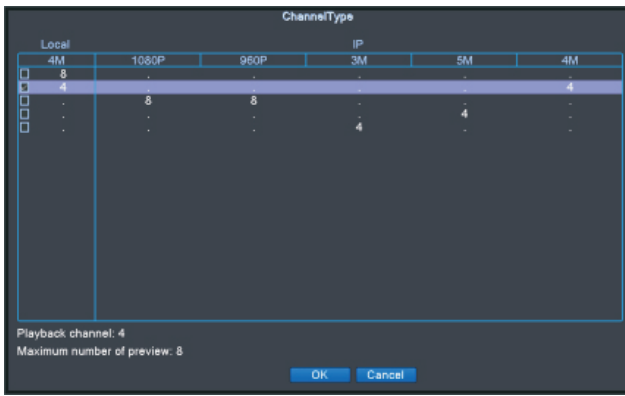 ChannelType
Local IP
4M 1080P 960P 3M 5M 4M
8 . . . . .
4 . . . . 4
. 8 8 . . .
. . . . 4 .
. . . 4 . .
Playback channel: 4
Maximum number of preview: 8
OK Cancel